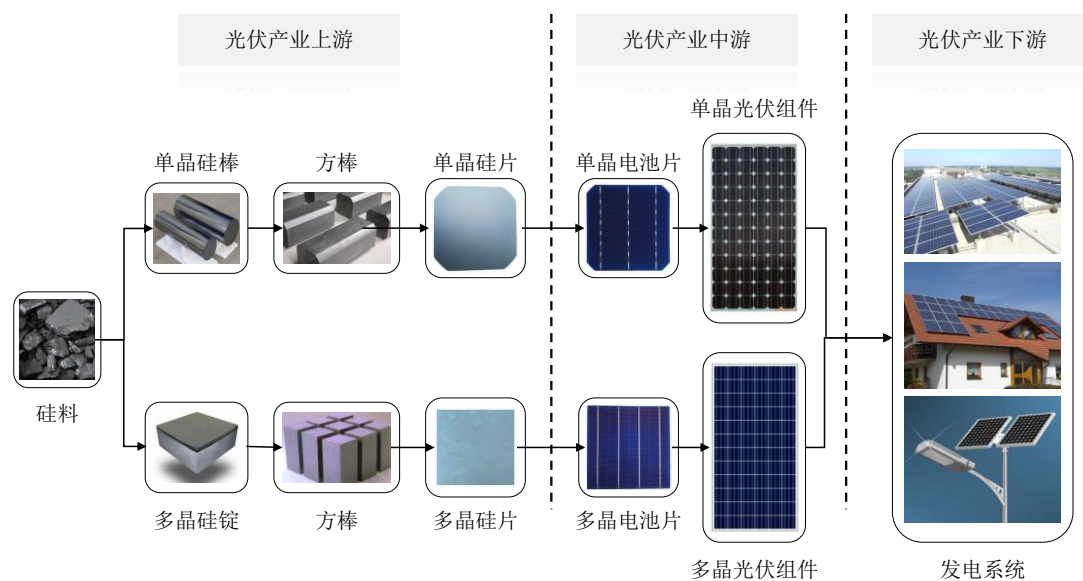 光伏产业上游
光伏产业中游
光伏产业下游
单晶光伏组件
单晶硅棒
方棒
单晶硅片
单晶电池片
硅料
多晶硅锭
方棒
多晶硅片
多晶电池片
多晶光伏组件
发电系统